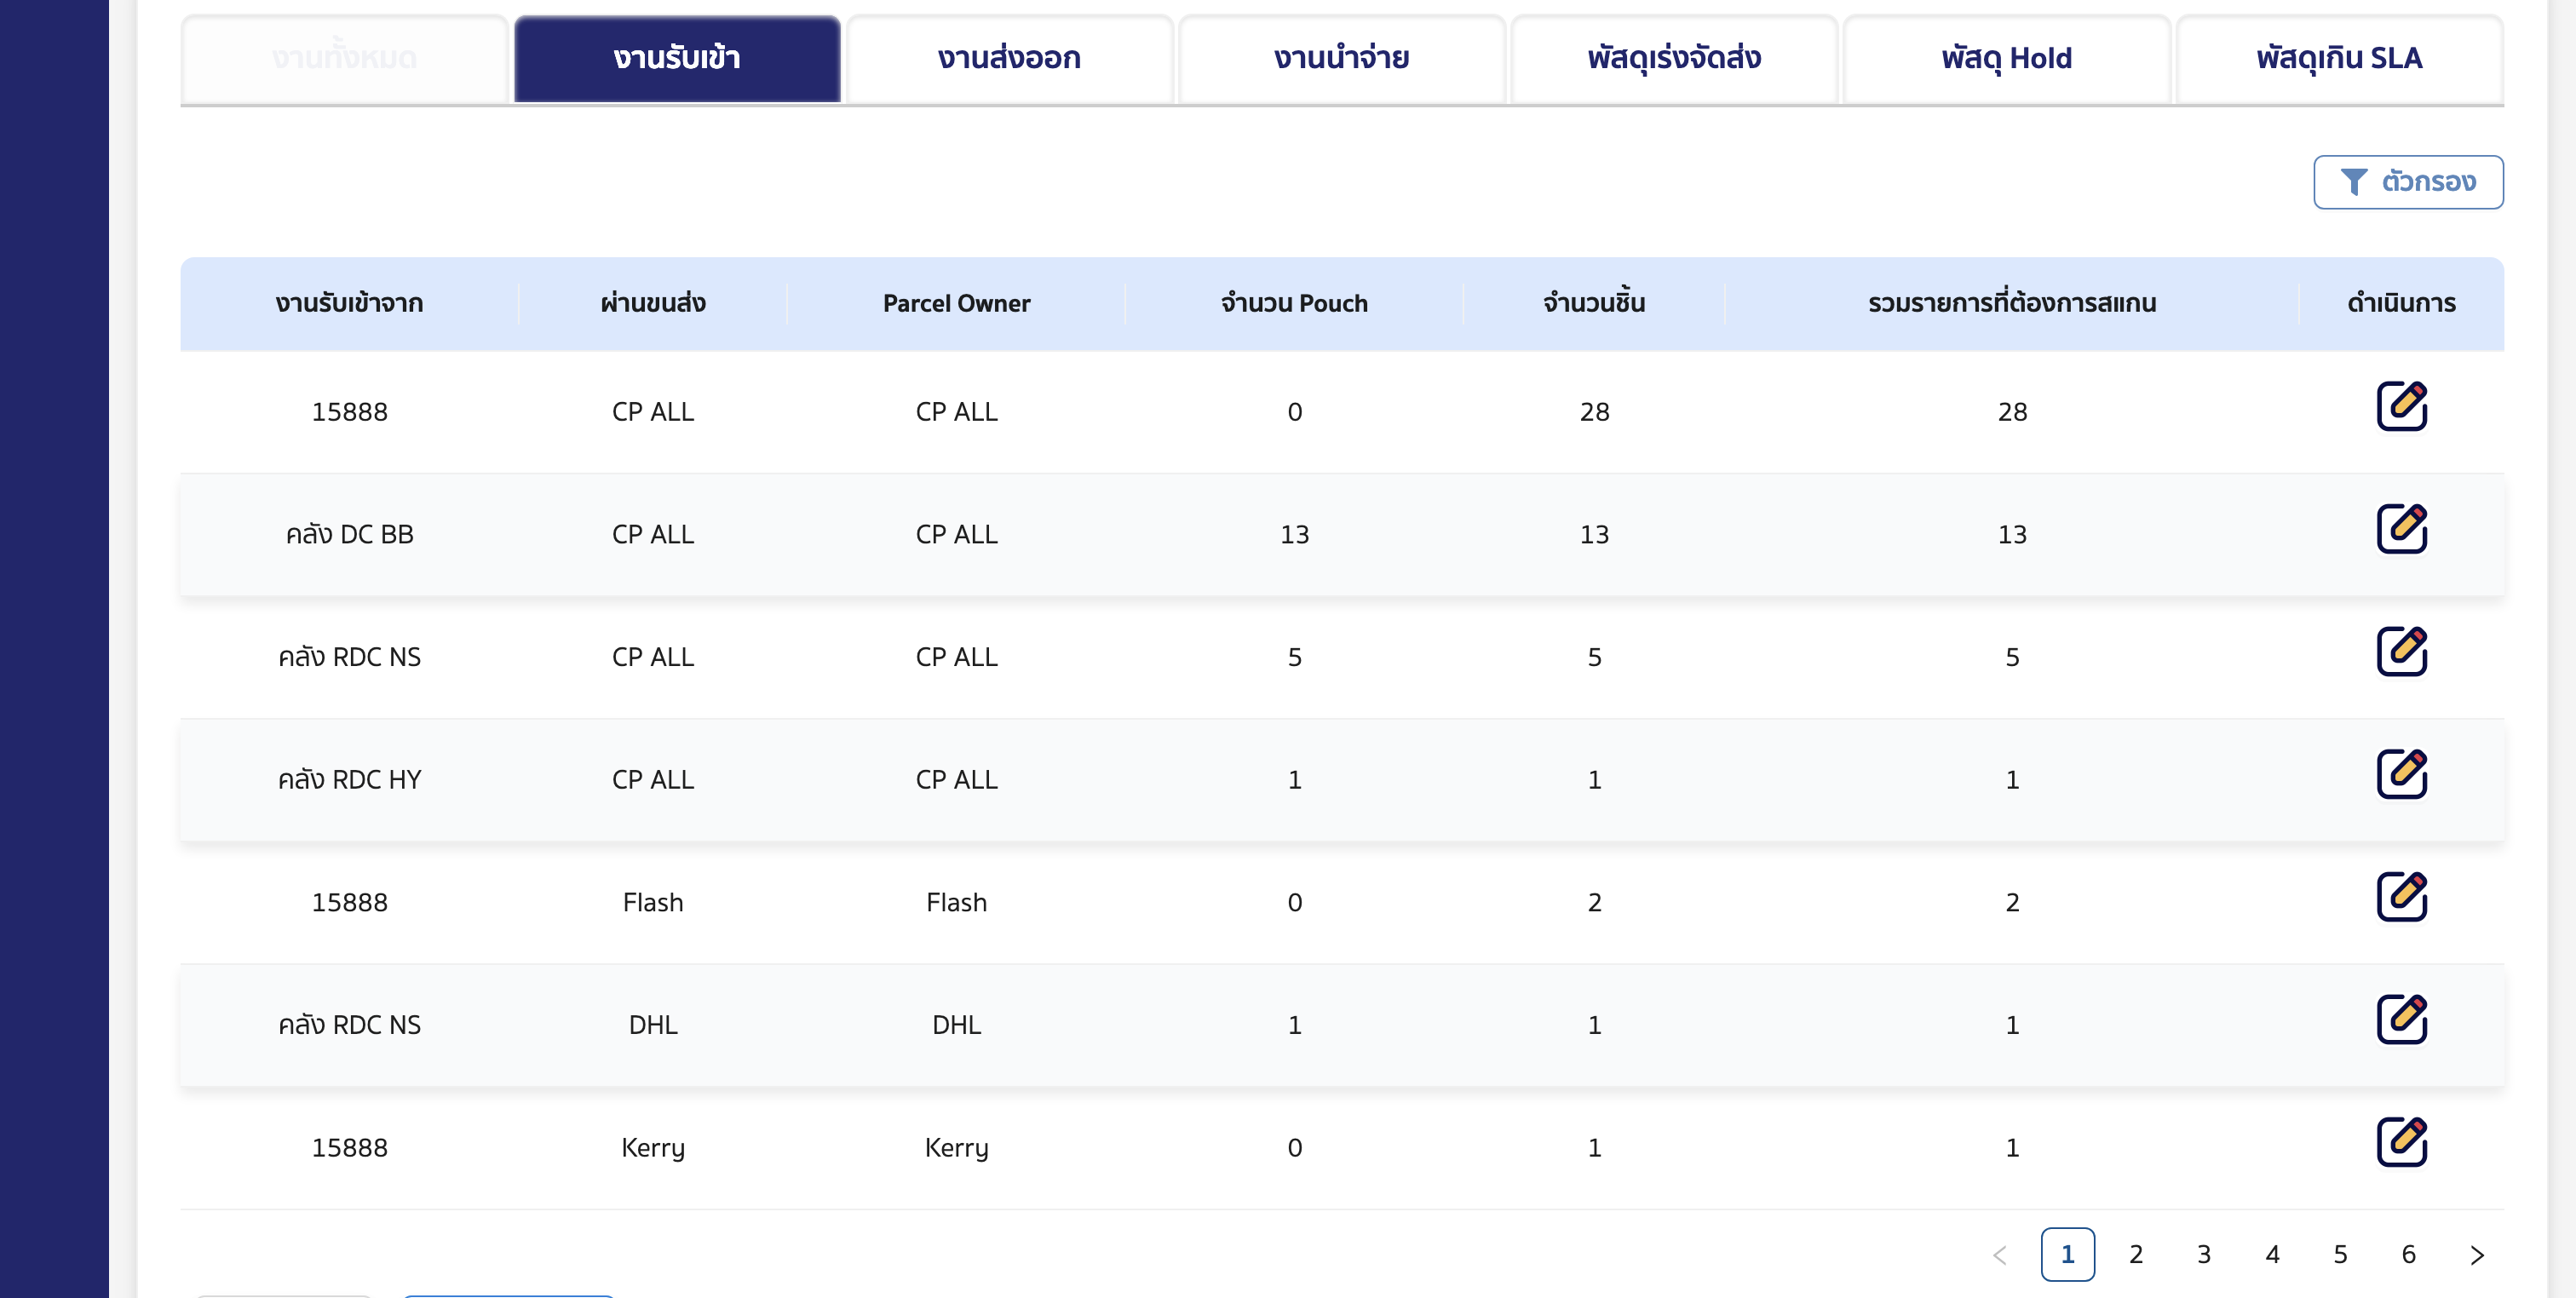 งานทั้งหมด งานรับเข้า งานส่งออก งานนำจ่าย พัสดุเร่งจัดส่ง พัสดุ Hold พัสดุเกิน SLA
ตัวกรอง
งานรับเข้าจาก ผ่านขนส่ง Parcel Owner จำนวน Pouch จำนวนชิ้น รวมรายการที่ต้องการสแกน ดำเนินการ
15888 CP ALL CP ALL 0 28 28
คลัง DC BB CP ALL CP ALL 13 13 13
คลัง RDC NS CP ALL CP ALL 5 5 5
คลัง RDC HY CP ALL CP ALL 1 1 1
15888 Flash Flash 0 2 2
คลัง RDC NS DHL DHL 1 1 1
15888 Kerry Kerry 0 1 1
< 1 2 3 4 5 6 >